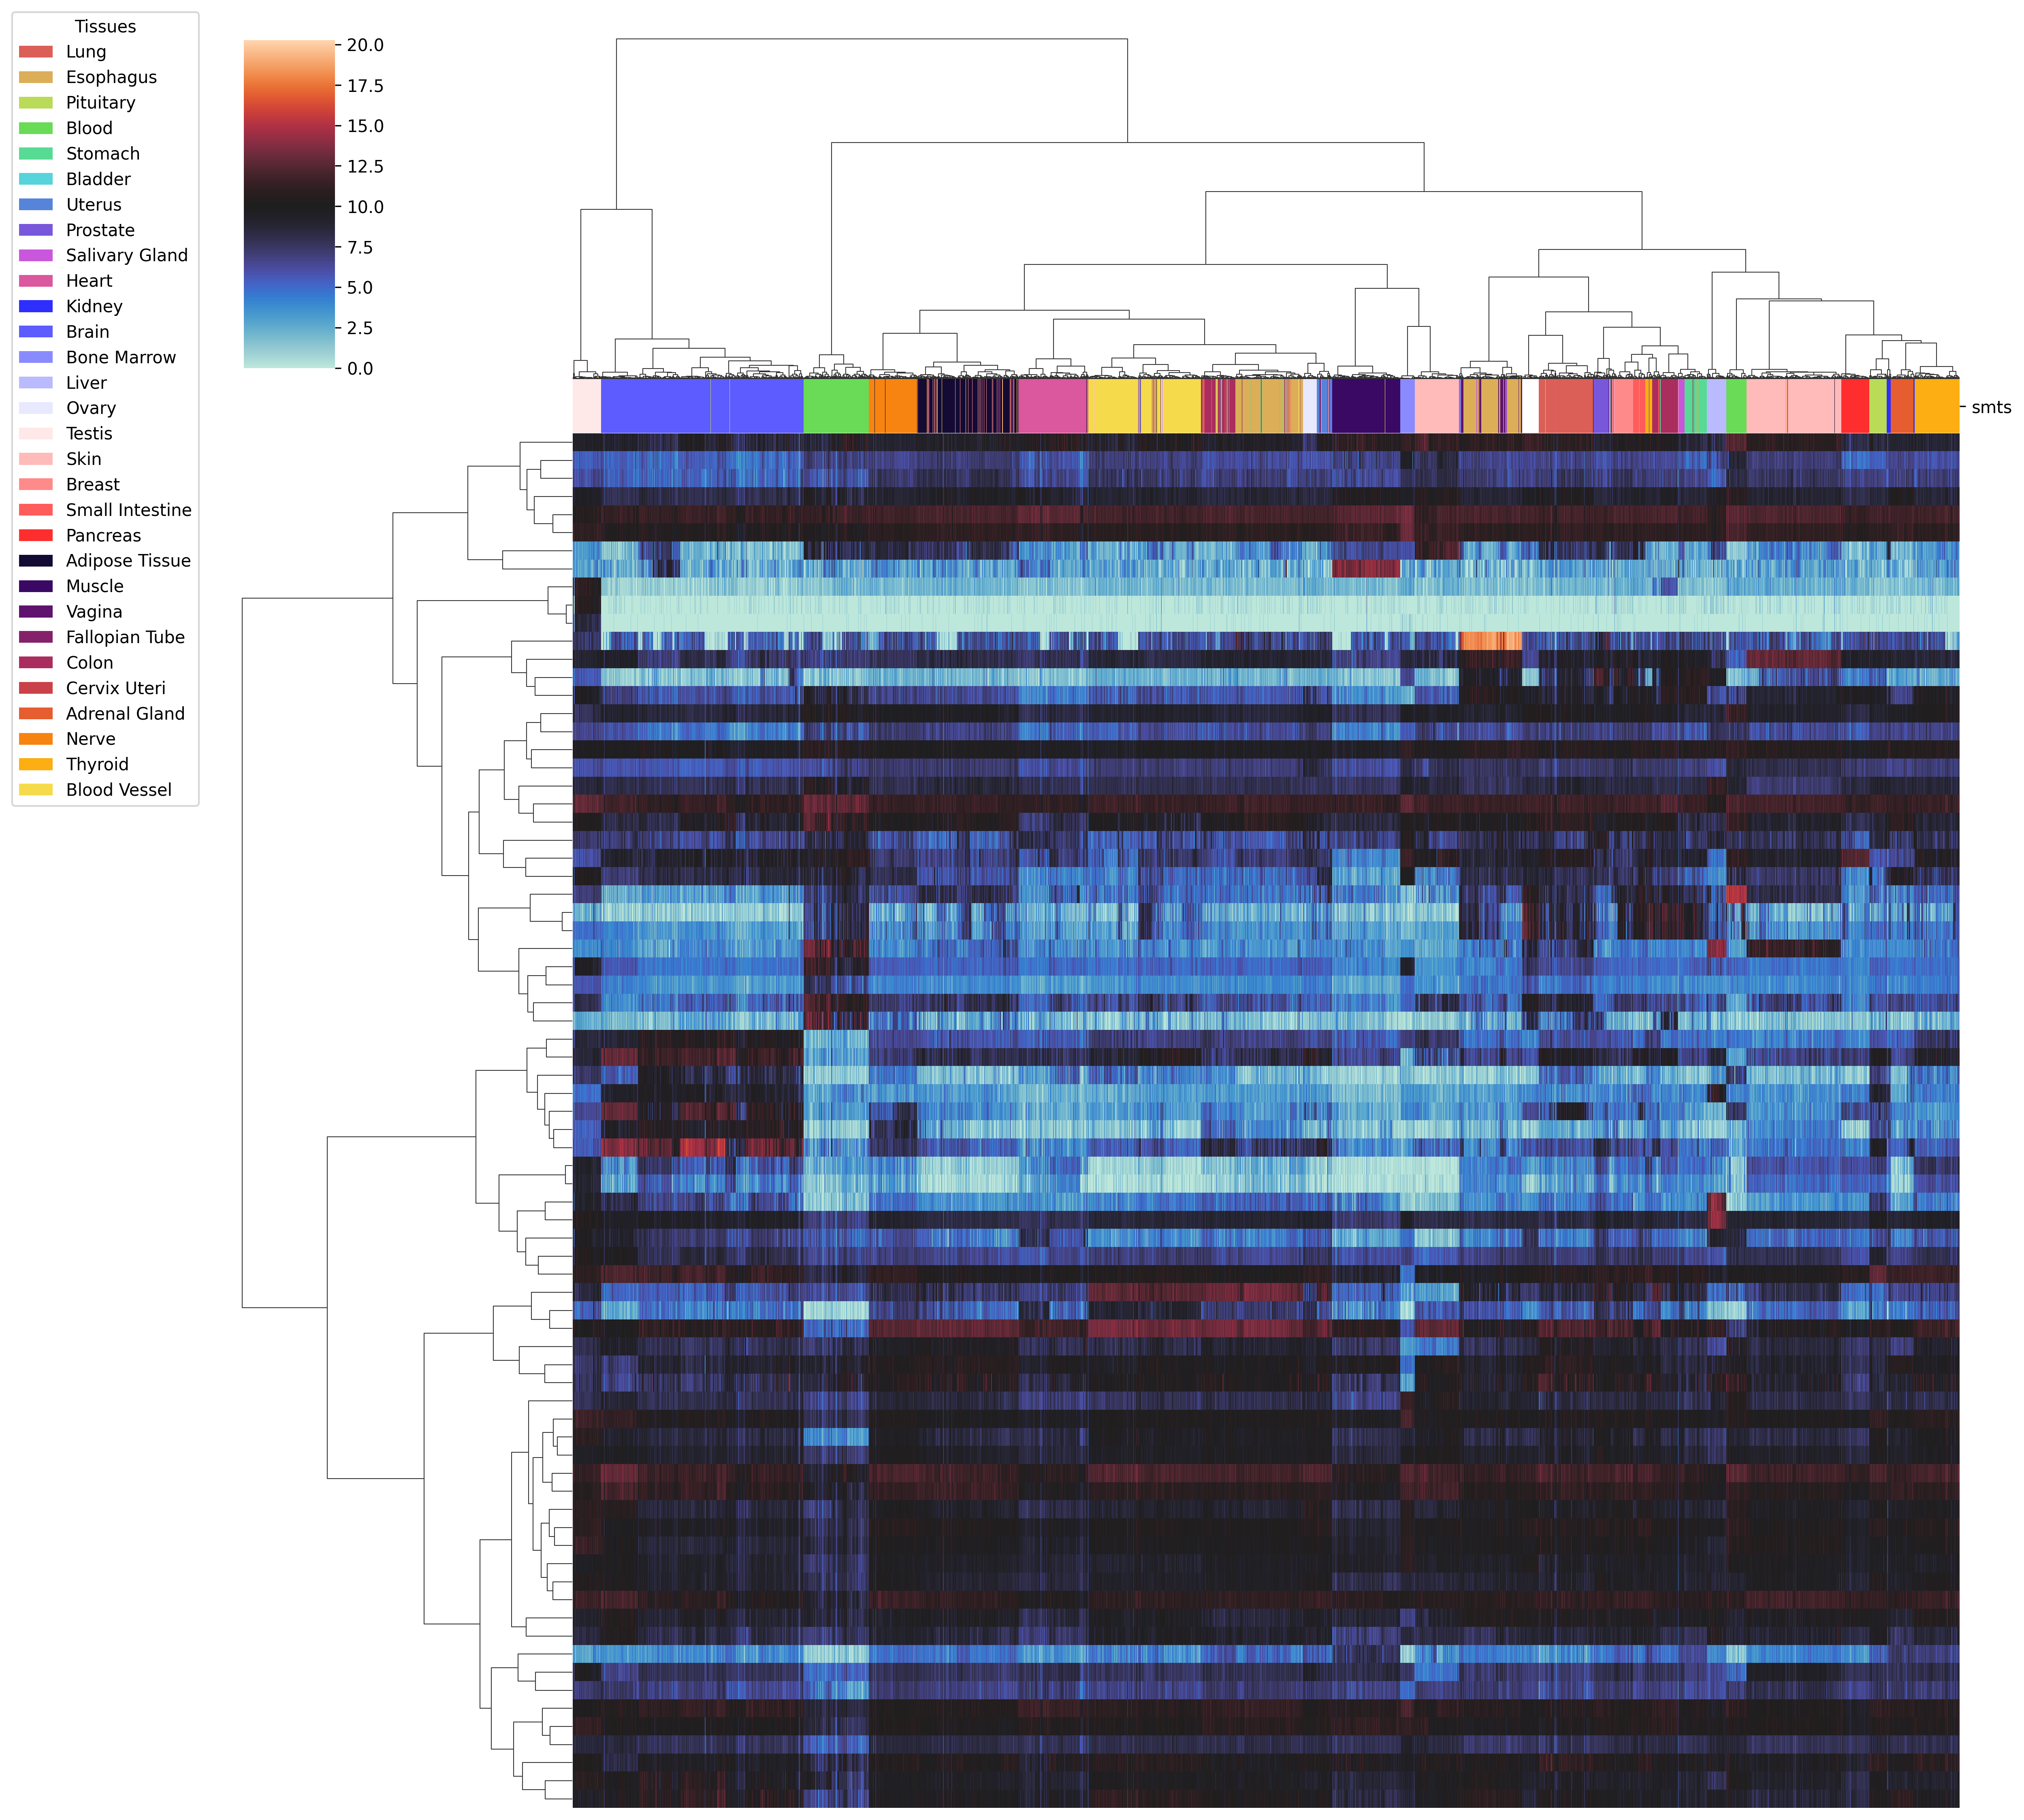 Tissues
Lung
Esophagus
Pituitary
Blood
Stomach
Bladder
Uterus
Prostate
Salivary Gland
Heart
Kidney
Brain
Bone Marrow
Liver
Ovary
Testis
Skin
Breast
Small Intestine
Pancreas
Adipose Tissue
Muscle
Vagina
Fallopian Tube
Colon
Cervix Uteri
Adrenal Gland
Nerve
Thyroid
Blood Vessel
20.0
17.5
15.0
12.5
10.0
7.5
5.0
2.5
0.0
smts